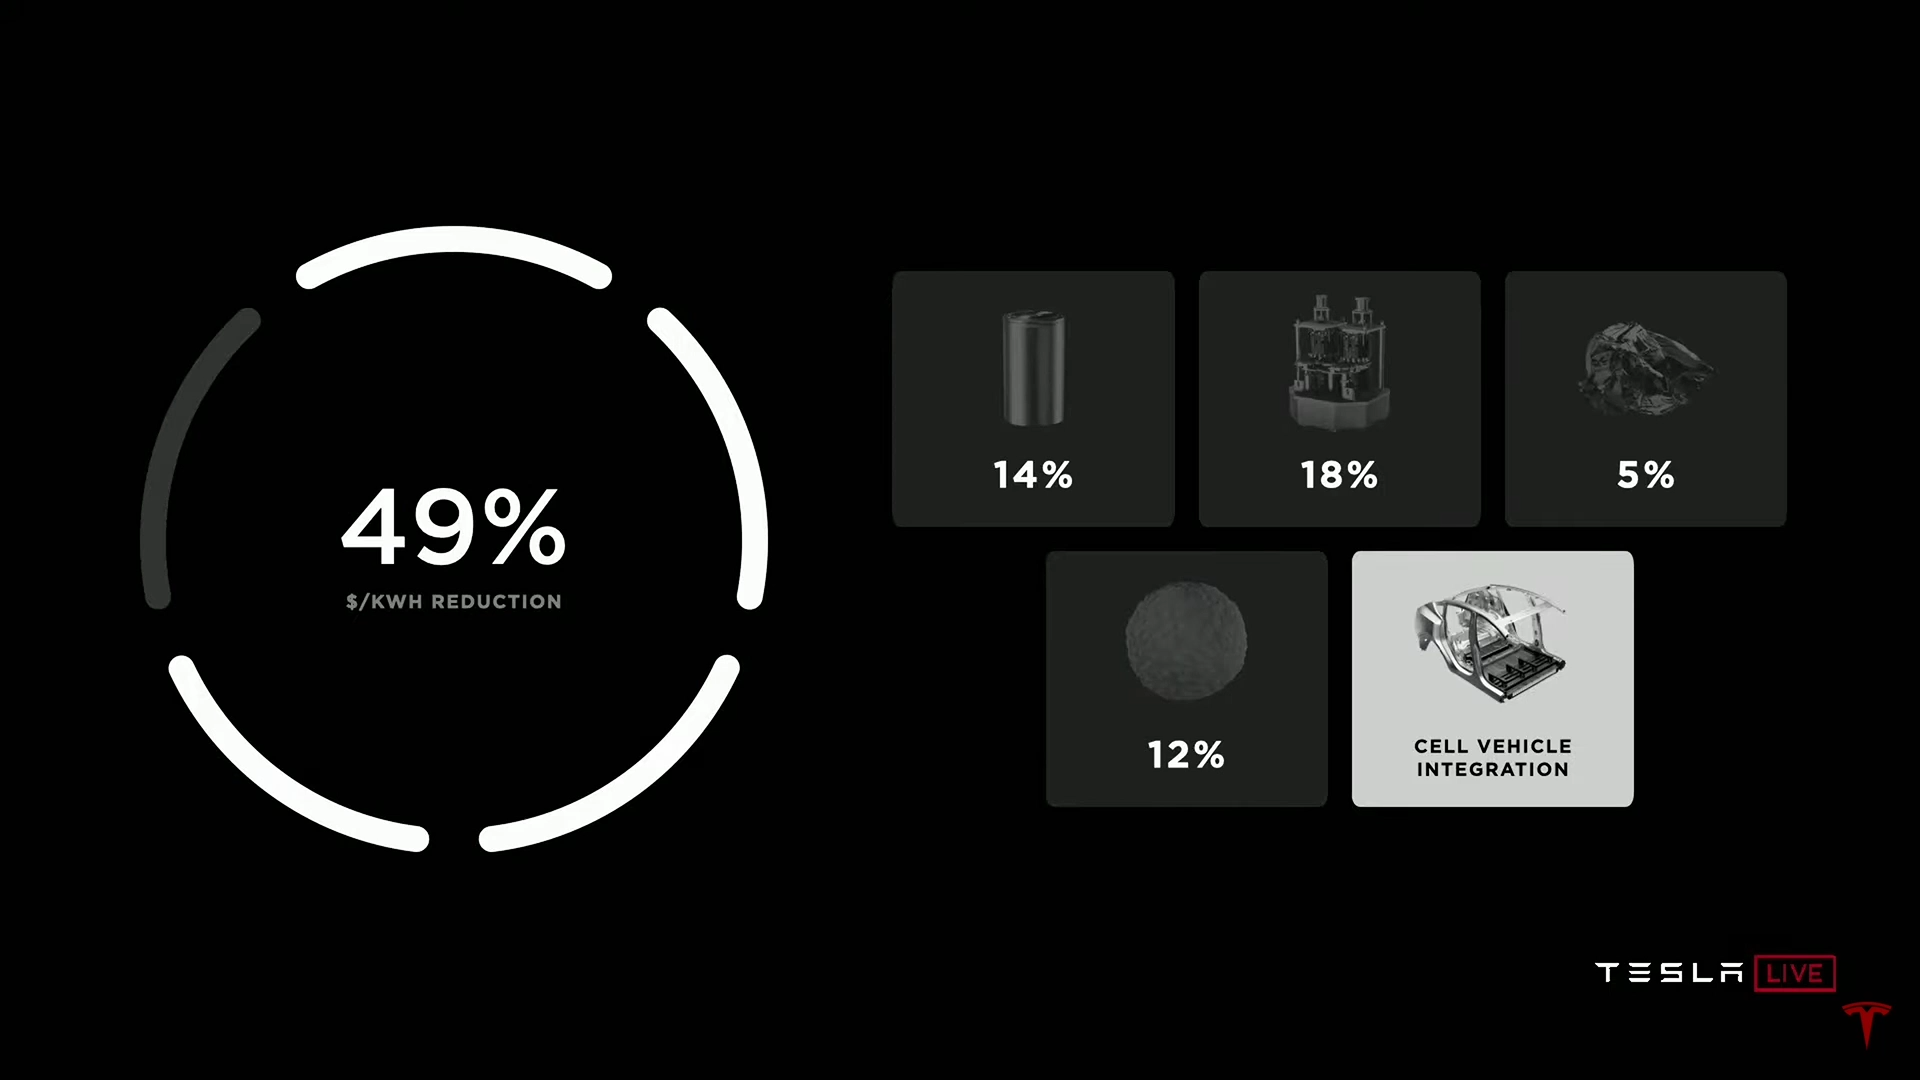 49%
$/KWH REDUCTION
14%
18%
5%
12%
CELL VEHICLE
INTEGRATION
TESLA LIVE